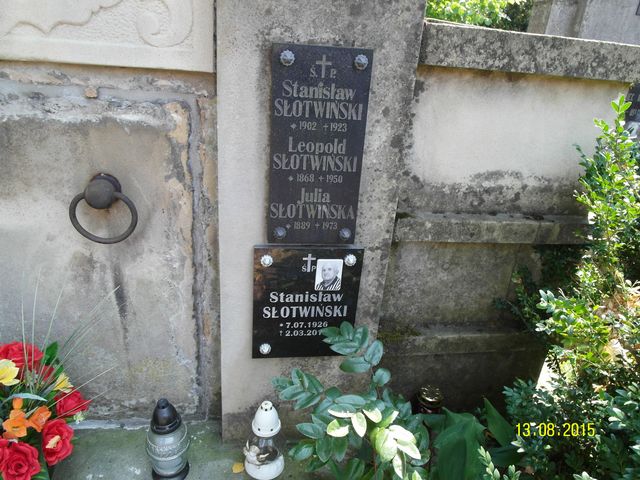 Ś. P.
Stanisław
SŁOTWIŃSKI
* 1902 + 1923
Leopold
SŁOTWIŃSKI
* 1868 + 1950
Julia
SŁOTWIŃSKA
* 1889 + 1973
Ś P
Stanisław
SŁOTWIŃSKI
* 7.07.1926
+ 2.03.20
13.08.2015